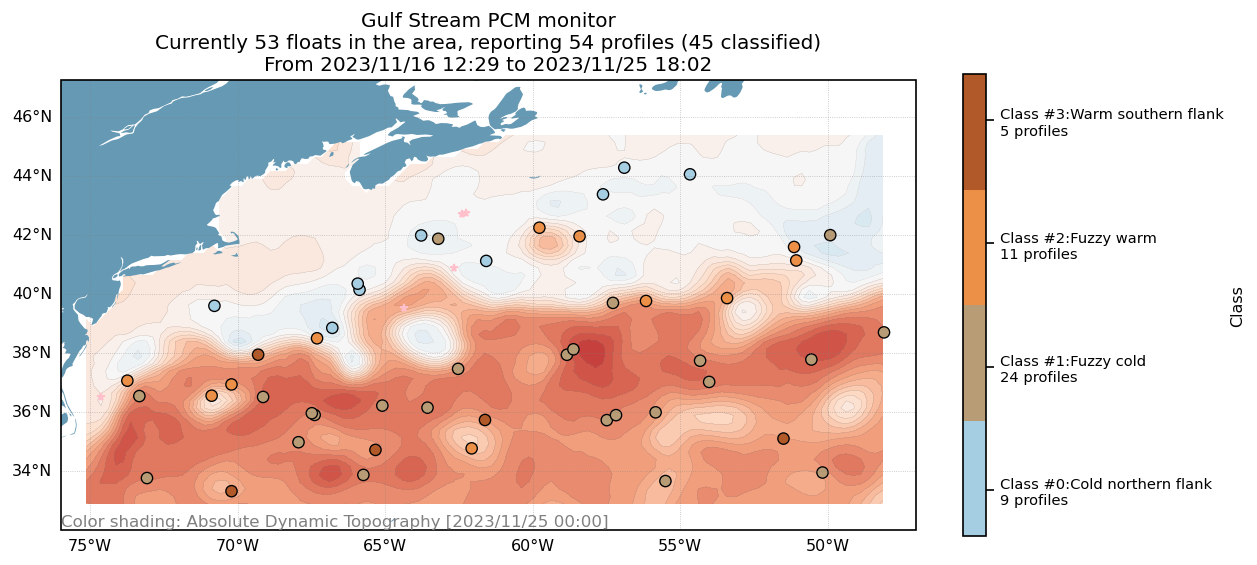 Gulf Stream PCM monitor
Currently 53 floats in the area, reporting 54 profiles (45 classified)
From 2023/11/16 12:29 to 2023/11/25 18:02
46°N
44°N
42°N
40°N
38°N
36°N
34°N
Color shading: Absolute Dynamic Topography [2023/11/25 00:00]
75°W
70°W
65°W
60°W
55°W
50°W
Class #3:Warm southern flank
5 profiles
Class #2:Fuzzy warm
11 profiles
Class #1:Fuzzy cold
24 profiles
Class #0:Cold northern flank
9 profiles
Class